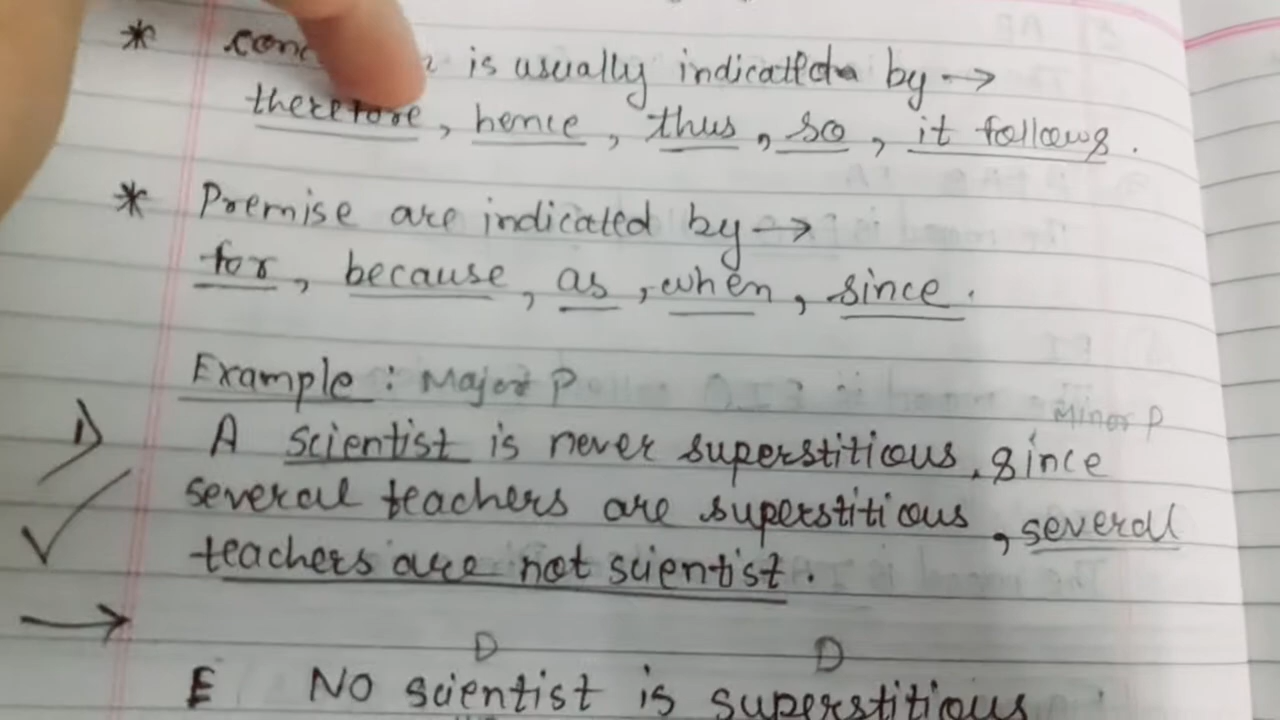 * is usually indicated by →
therefore, hence, thus, so, it follows.
* Premise are indicated by →
for, because, as, when, since.
Example : Major P
Minor P
1) A scientist is never superstitious, since
several teachers are superstitious, several
teachers are not scientist.
→
D D
E No scientist is superstitious